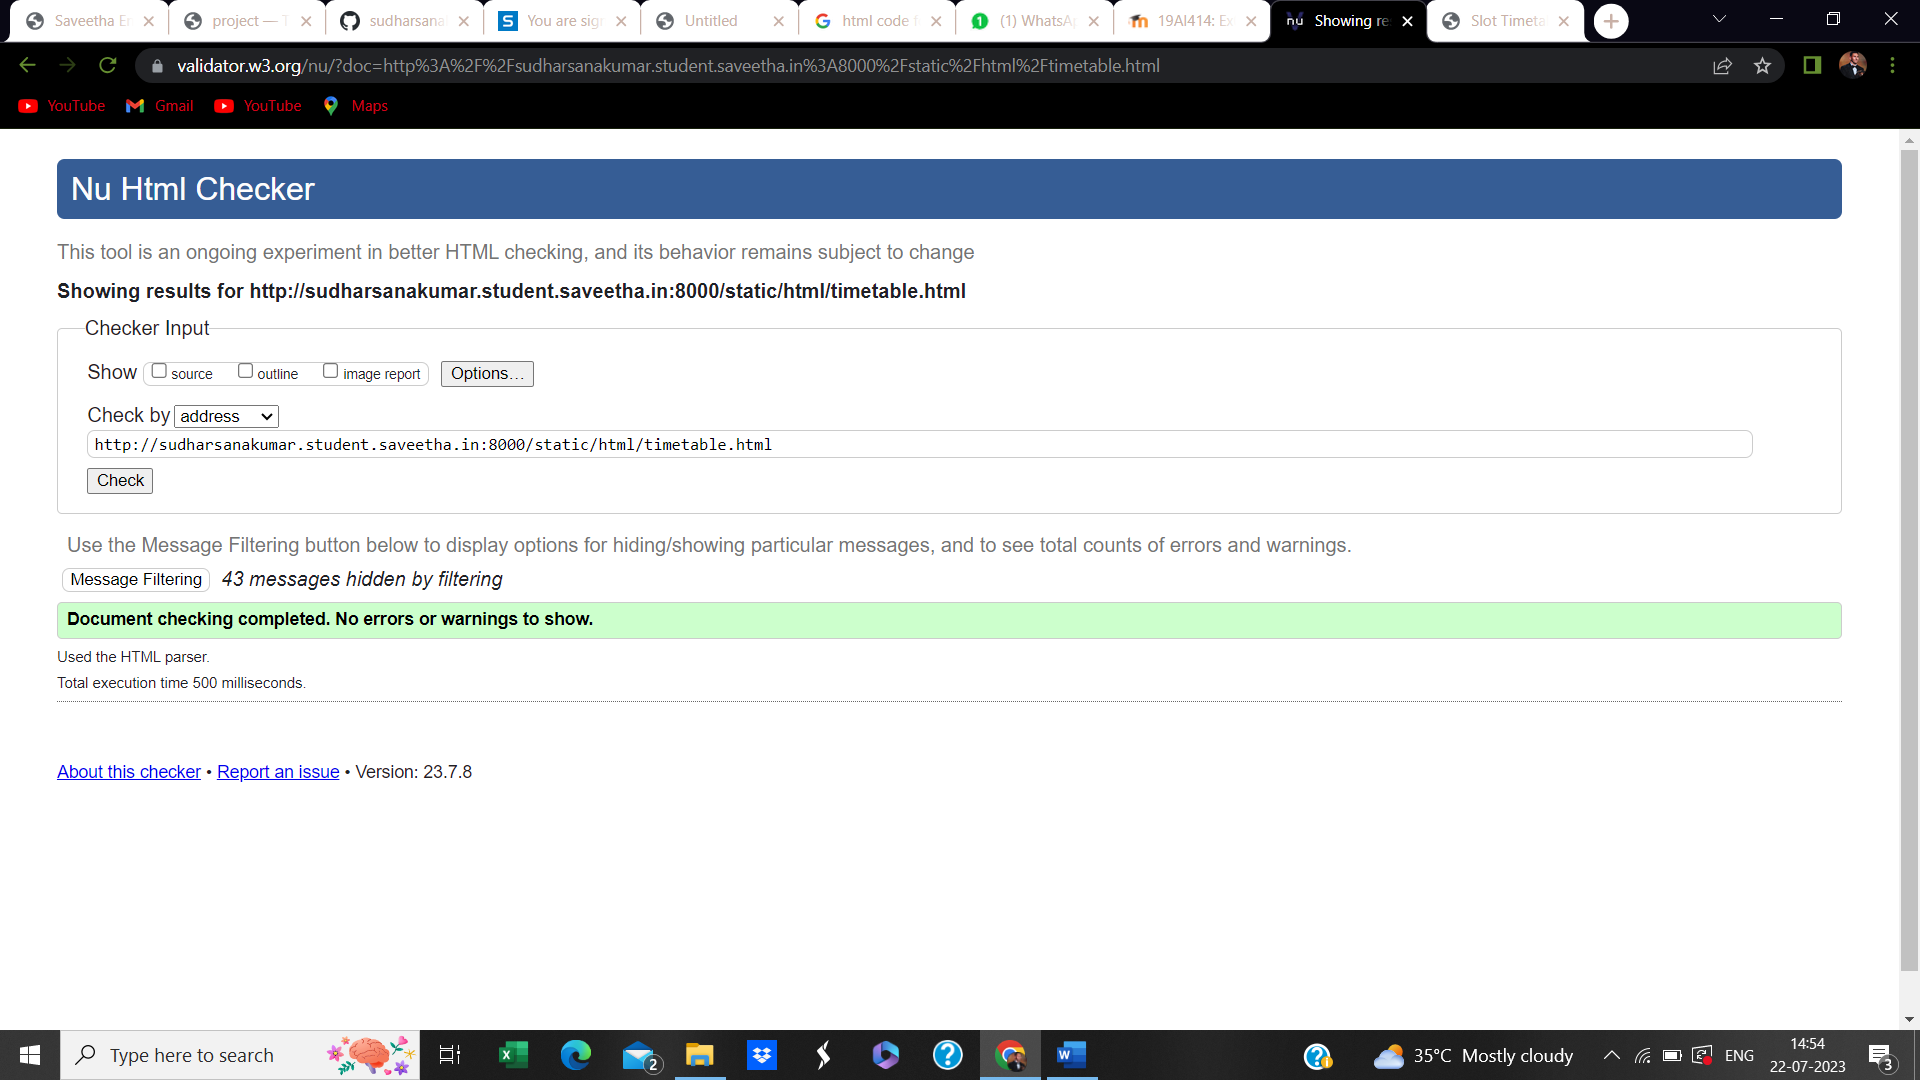 Saveetha E
project — T
sudharsana
You are sig
Untitled
html code f
(1) WhatsAp
19AI414: Ex
Showing re
Slot Timeta
validator.w3.org/nu/?doc=http%3A%2F%2Fsudharsanakumar.student.saveetha.in%3A8000%2Fstatic%2Fhtml%2Ftimetable.html
YouTube Gmail YouTube Maps
Nu Html Checker
This tool is an ongoing experiment in better HTML checking, and its behavior remains subject to change
Showing results for http://sudharsanakumar.student.saveetha.in:8000/static/html/timetable.html
Checker Input
Show source outline image report Options...
Check by address
http://sudharsanakumar.student.saveetha.in:8000/static/html/timetable.html
Check
Use the Message Filtering button below to display options for hiding/showing particular messages, and to see total counts of errors and warnings.
Message Filtering 43 messages hidden by filtering
Document checking completed. No errors or warnings to show.
Used the HTML parser.
Total execution time 500 milliseconds.
About this checker • Report an issue • Version: 23.7.8
Type here to search
2
35°C Mostly cloudy
ENG
14:54
22-07-2023
3